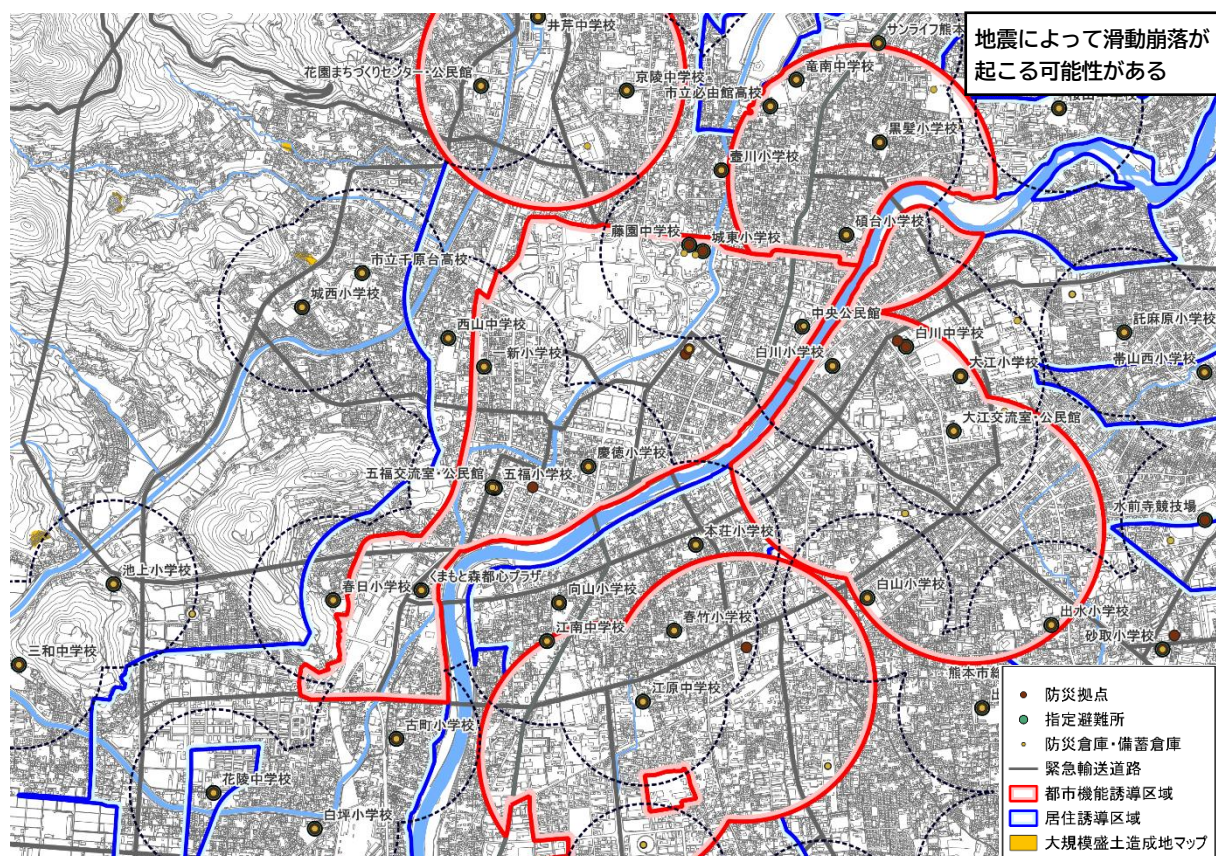 地震によって滑動崩落が
起こる可能性がある
井芹中学校
サンライフ熊本
花園まちづくりセンター・公民館
京陵中学校
竜南中学校
市立必由館高校
黒髪小学校
壷川小学校
碩台小学校
藤園中学校
城東小学校
市立千原台高校
城西小学校
中央公民館
託麻原小学校
西山中学校
白川中学校
一新小学校
白川小学校
大江小学校
帯山西小学校
大江交流室・公民館
慶徳小学校
五福交流室・公民館
五福小学校
水前寺競技場
本荘小学校
池上小学校
春日小学校
くまもと森都心プラザ
向山小学校
白山小学校
出水小学校
江南中学校
春竹小学校
砂取小学校
三和中学校
熊本市総
江原中学校
出
古町小学校
花陵中学校
白坪小学校
防災拠点
指定避難所
防災倉庫・備蓄倉庫
緊急輸送道路
都市機能誘導区域
居住誘導区域
大規模盛土造成地マップ